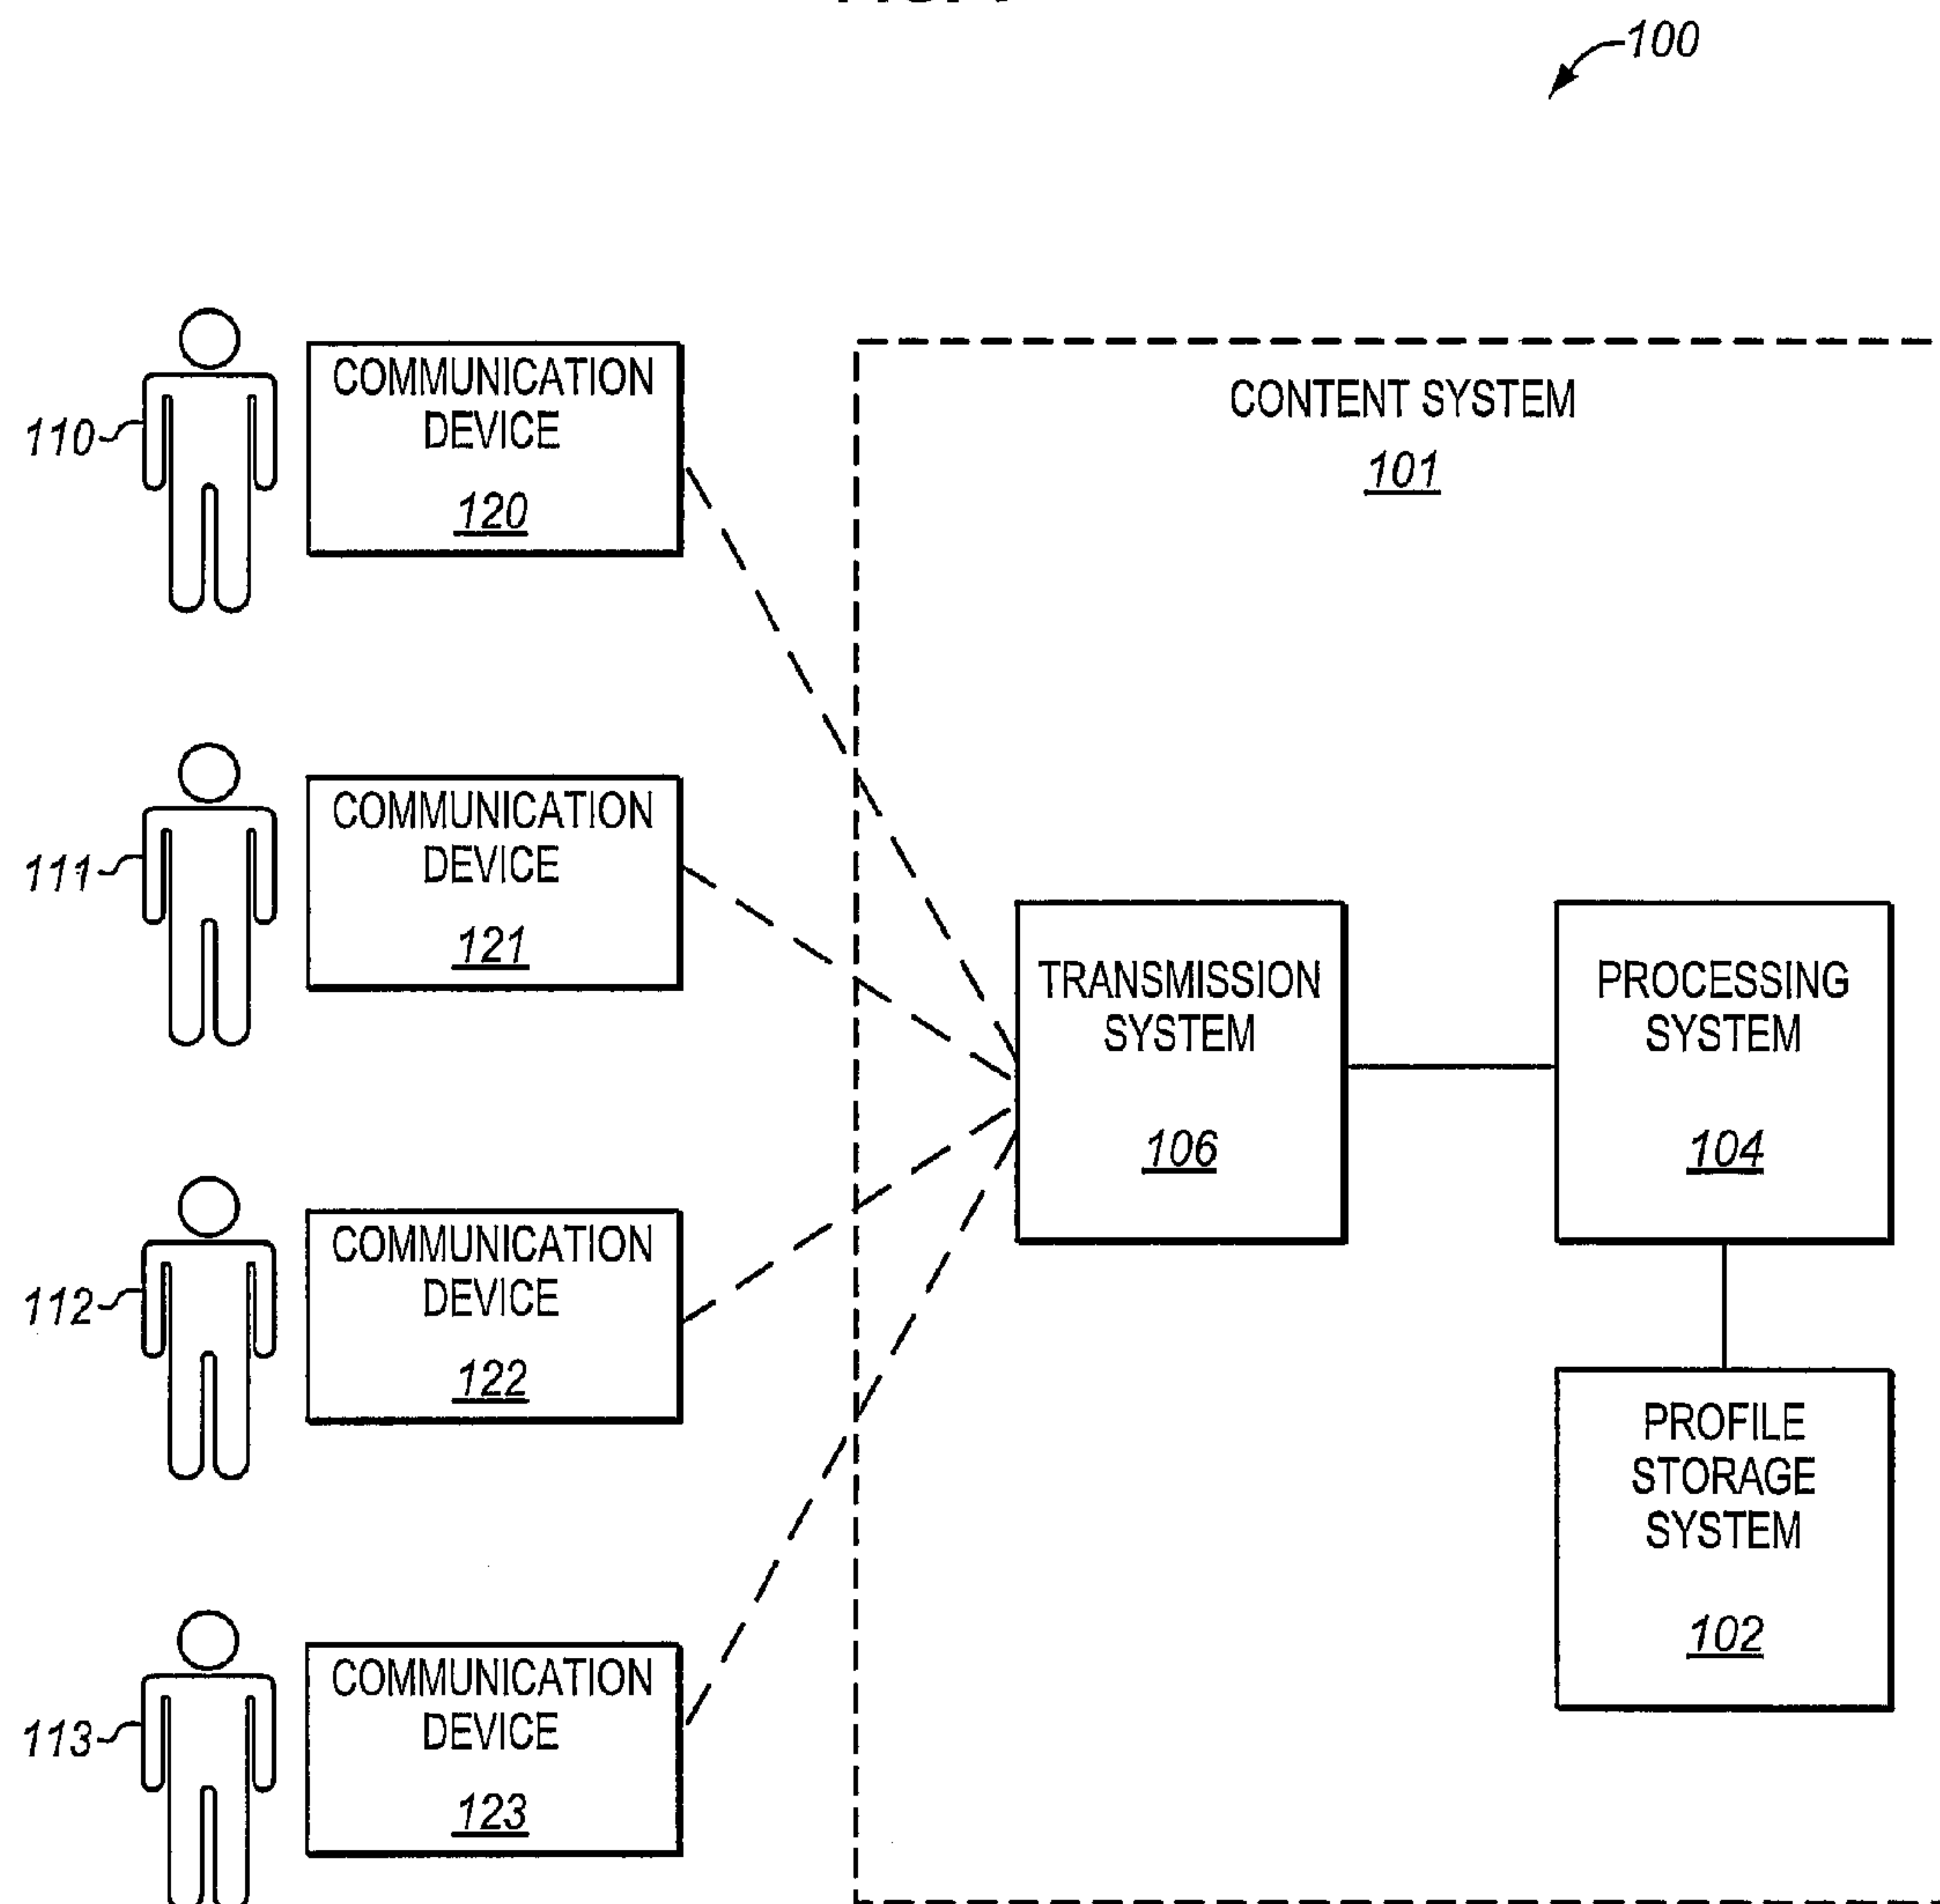 100
CONTENT SYSTEM
101
110
COMMUNICATION
DEVICE
120
111
COMMUNICATION
DEVICE
121
TRANSMISSION
SYSTEM
106
PROCESSING
SYSTEM
104
112
COMMUNICATION
DEVICE
122
PROFILE
STORAGE
SYSTEM
102
113
COMMUNICATION
DEVICE
123